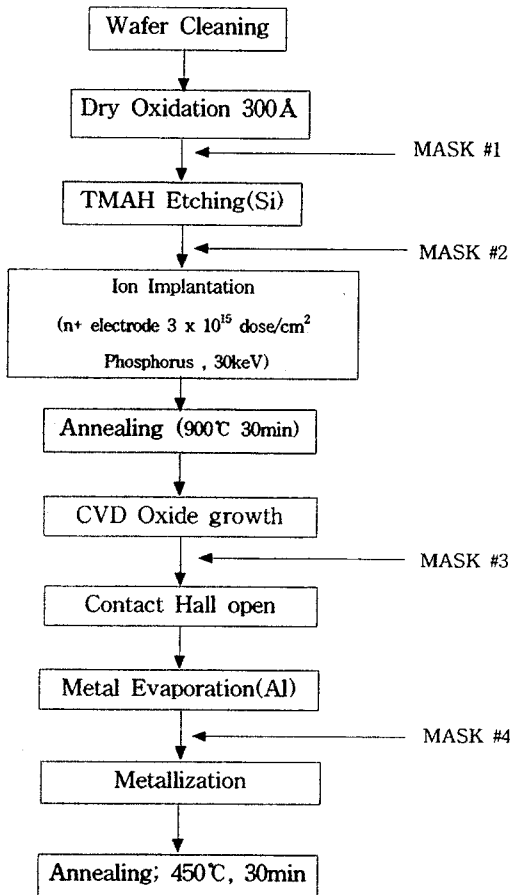 Wafer Cleaning
Dry Oxidation 300Å
MASK #1
TMAH Etching(Si)
MASK #2
Ion Implantation
(n+ electrode 3 x 10¹⁵ dose/cm²
Phosphorus , 30keV)
Annealing (900℃ 30min)
CVD Oxide growth
MASK #3
Contact Hall open
Metal Evaporation(Al)
MASK #4
Metallization
Annealing; 450℃, 30min